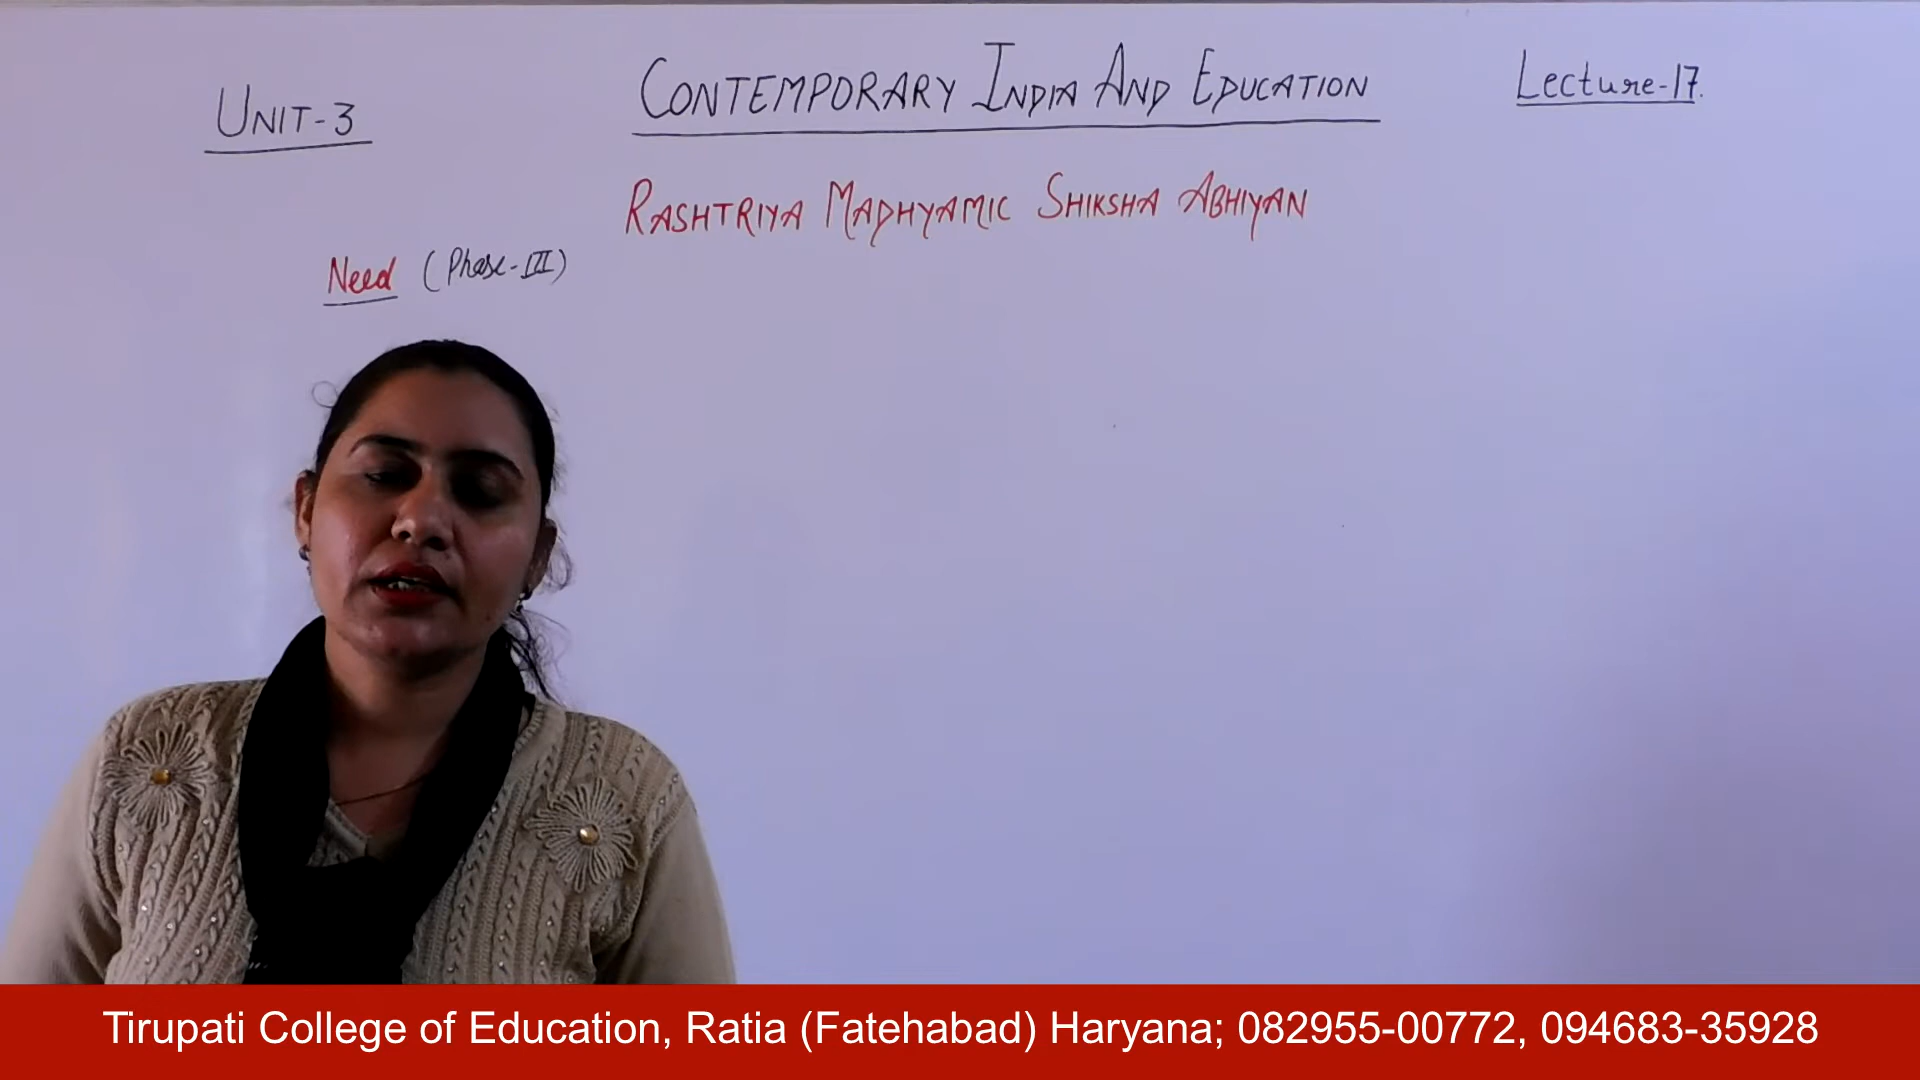 UNIT-3
CONTEMPORARY INDIA AND EDUCATION
Lecture-17.
RASHTRIYA MADHYAMIC SHIKSHA ABHIYAN
Need (Phase-III)
Tirupati College of Education, Ratia (Fatehabad) Haryana; 082955-00772, 094683-35928